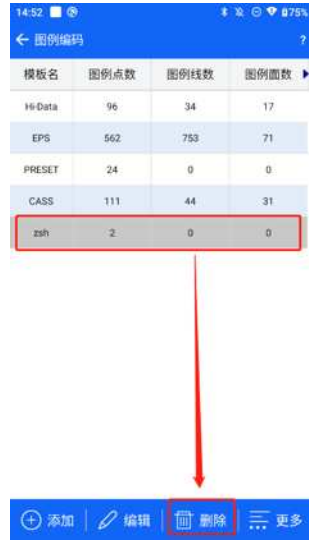 14:52 75%
图例编码 ?
模板名 图例点数 图例线数 图例面数
Hi-Data 96 34 17
EPS 562 753 71
PRESET 24 0 0
CASS 111 44 31
zsh 2 0 0
添加 编辑 删除 更多